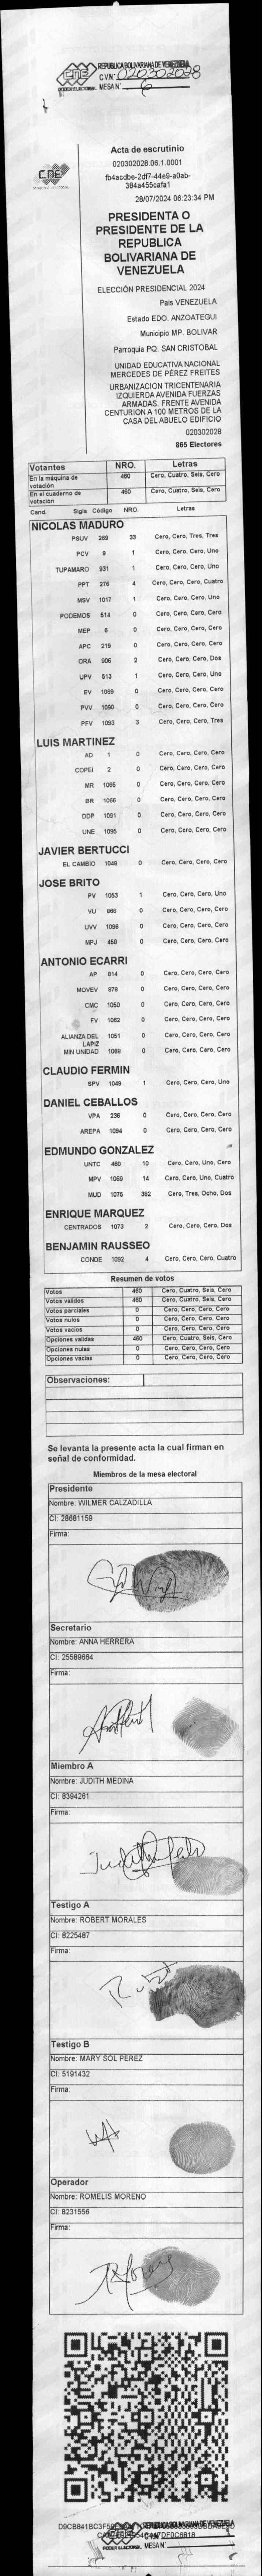 REPUBLICA BOLIVARIANA DE VENEZUELA
CNE
PODER ELECTORAL
CVN° 020302028
MESA N° 6
CNE
Acta de escrutinio
020302028.06.1.0001
fb4acdbe-2df7-44e9-a0ab-
384a455cafa1
28/07/2024 06:23:34 PM
PRESIDENTA O
PRESIDENTE DE LA
REPUBLICA
BOLIVARIANA DE
VENEZUELA
ELECCIÓN PRESIDENCIAL 2024
Pais VENEZUELA
Estado EDO. ANZOATEGUI
Municipio MP. BOLIVAR
Parroquia PQ. SAN CRISTOBAL
UNIDAD EDUCATIVA NACIONAL
MERCEDES DE PEREZ FREITES
URBANIZACION TRICENTENARIA
IZQUIERDA AVENIDA FUERZAS
ARMADAS. FRENTE AVENIDA
CENTURION A 100 METROS DE LA
CASA DEL ABUELO EDIFICIO
020302028
865 Electores
Votantes NRO. Letras
En la máquina de votación 460 Cero, Cuatro, Seis, Cero
En el cuaderno de votación 460 Cero, Cuatro, Seis, Cero
Cand. Sigla Código NRO. Letras
NICOLAS MADURO
PSUV 269 33 Cero, Cero, Tres, Tres
PCV 9 1 Cero, Cero, Cero, Uno
TUPAMARO 931 1 Cero, Cero, Cero, Uno
PPT 276 4 Cero, Cero, Cero, Cuatro
MSV 1017 1 Cero, Cero, Cero, Uno
PODEMOS 514 0 Cero, Cero, Cero, Cero
MEP 6 0 Cero, Cero, Cero, Cero
APC 219 0 Cero, Cero, Cero, Cero
ORA 906 2 Cero, Cero, Cero, Dos
UPV 513 1 Cero, Cero, Cero, Uno
EV 1089 0 Cero, Cero, Cero, Cero
PVV 1090 0 Cero, Cero, Cero, Cero
PFV 1093 3 Cero, Cero, Cero, Tres
LUIS MARTINEZ
AD 1 0 Cero, Cero, Cero, Cero
COPEI 2 0 Cero, Cero, Cero, Cero
MR 1055 0 Cero, Cero, Cero, Cero
BR 1066 0 Cero, Cero, Cero, Cero
DDP 1091 0 Cero, Cero, Cero, Cero
UNE 1095 0 Cero, Cero, Cero, Cero
JAVIER BERTUCCI
EL CAMBIO 1048 0 Cero, Cero, Cero, Cero
JOSE BRITO
PV 1053 1 Cero, Cero, Cero, Uno
VU 869 0 Cero, Cero, Cero, Cero
UVV 1096 0 Cero, Cero, Cero, Cero
MPJ 458 0 Cero, Cero, Cero, Cero
ANTONIO ECARRI
AP 814 0 Cero, Cero, Cero, Cero
MOVEV 979 0 Cero, Cero, Cero, Cero
CMC 1050 0 Cero, Cero, Cero, Cero
FV 1062 0 Cero, Cero, Cero, Cero
ALIANZA DEL LAPIZ 1051 0 Cero, Cero, Cero, Cero
MIN UNIDAD 1068 0 Cero, Cero, Cero, Cero
CLAUDIO FERMIN
SPV 1049 1 Cero, Cero, Cero, Uno
DANIEL CEBALLOS
VPA 236 0 Cero, Cero, Cero, Cero
AREPA 1094 0 Cero, Cero, Cero, Cero
EDMUNDO GONZALEZ
UNTC 460 10 Cero, Cero, Uno, Cero
MPV 1069 14 Cero, Cero, Uno, Cuatro
MUD 1075 382 Cero, Tres, Ocho, Dos
ENRIQUE MARQUEZ
CENTRADOS 1073 2 Cero, Cero, Cero, Dos
BENJAMIN RAUSSEO
CONDE 1092 4 Cero, Cero, Cero, Cuatro
Resumen de votos
Votos 460 Cero, Cuatro, Seis, Cero
Votos validos 460 Cero, Cuatro, Seis, Cero
Votos parciales 0 Cero, Cero, Cero, Cero
Votos nulos 0 Cero, Cero, Cero, Cero
Votos vacios 0 Cero, Cero, Cero, Cero
Opciones validas 460 Cero, Cuatro, Seis, Cero
Opciones nulas 0 Cero, Cero, Cero, Cero
Opciones vacias 0 Cero, Cero, Cero, Cero
Observaciones:
Se levanta la presente acta la cual firman en
señal de conformidad.
Miembros de la mesa electoral
Presidente
Nombre: WILMER CALZADILLA
CI: 28681159
Firma:
Secretario
Nombre: ANNA HERRERA
CI: 25589664
Firma:
Miembro A
Nombre: JUDITH MEDINA
CI: 8394261
Firma:
Testigo A
Nombre: ROBERT MORALES
CI: 8225487
Firma:
Testigo B
Nombre: MARY SOL PEREZ
CI: 5191432
Firma:
Operador
Nombre: ROMELIS MORENO
CI: 8231556
Firma:
REPUBLICA BOLIVARIANA DE VENEZUELA
MESA N°